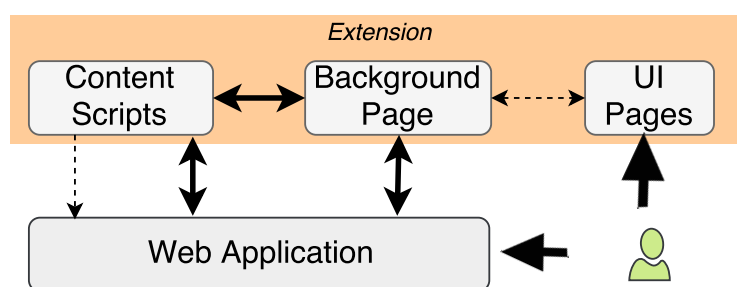 Extension
Content
Scripts
Background
Page
UI
Pages
Web Application